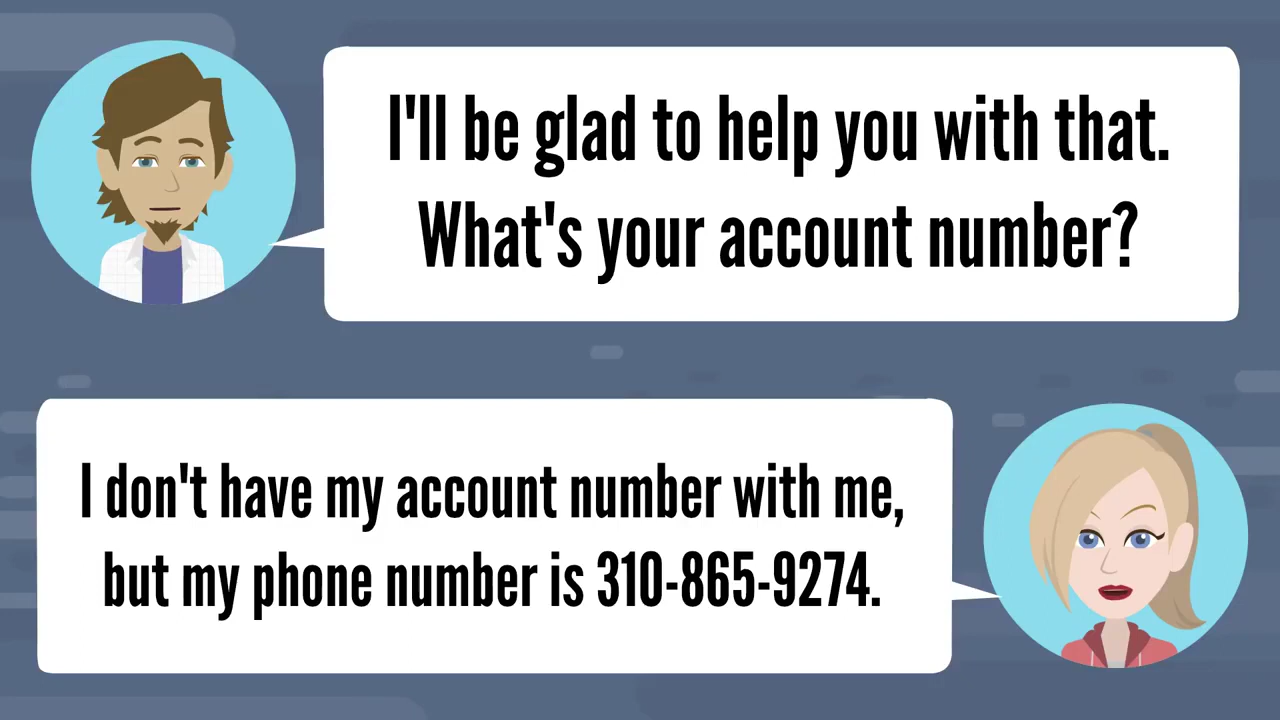 I'll be glad to help you with that.
What's your account number?
I don't have my account number with me,
but my phone number is 310-865-9274.